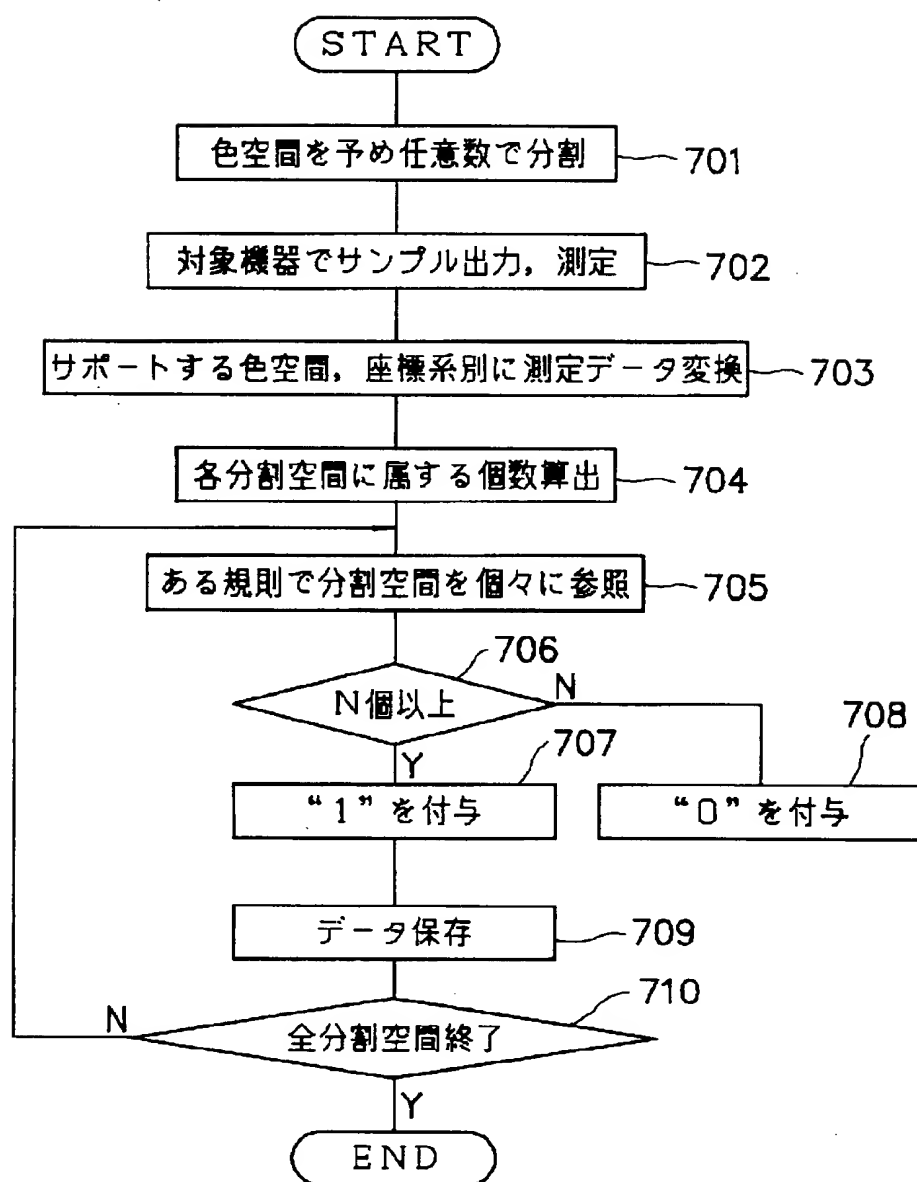 START
色空間を予め任意数で分割
701
対象機器でサンプル出力,測定
702
サポートする色空間,座標系別に測定データ変換
703
各分割空間に属する個数算出
704
ある規則で分割空間を個々に参照
705
706
N個以上
N
Y
707
708
“1”を付与
“0”を付与
データ保存
709
710
N
全分割空間終了
Y
END